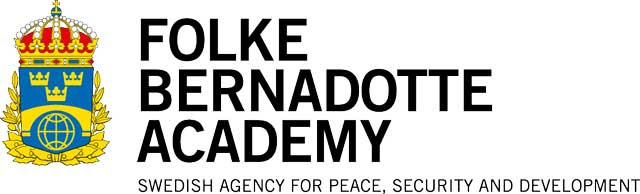 FOLKE
BERNADOTTE
ACADEMY
SWEDISH AGENCY FOR PEACE, SECURITY AND DEVELOPMENT